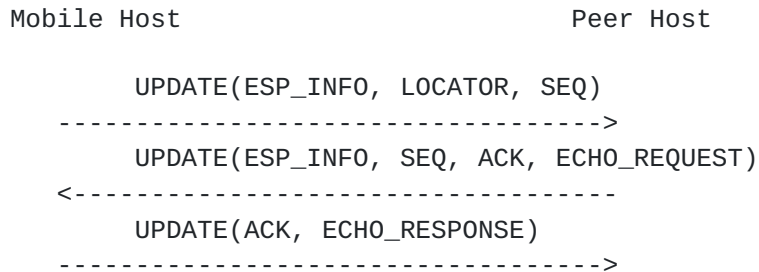 Mobile Host                         Peer Host
UPDATE(ESP_INFO, LOCATOR, SEQ)
----------------------------------->
UPDATE(ESP_INFO, SEQ, ACK, ECHO_REQUEST)
<-----------------------------------
UPDATE(ACK, ECHO_RESPONSE)
----------------------------------->